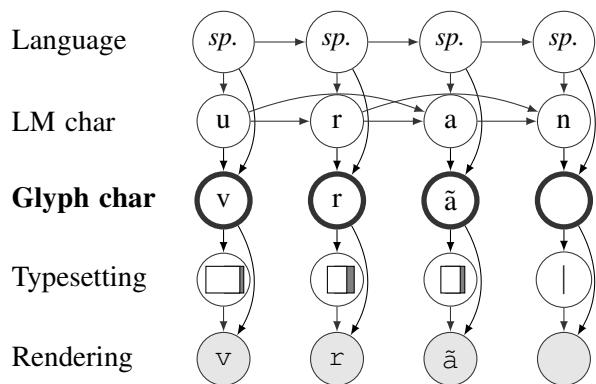 Language sp. sp. sp. sp.
LM char u r a n
Glyph char v r ã
Typesetting
Rendering v r ã